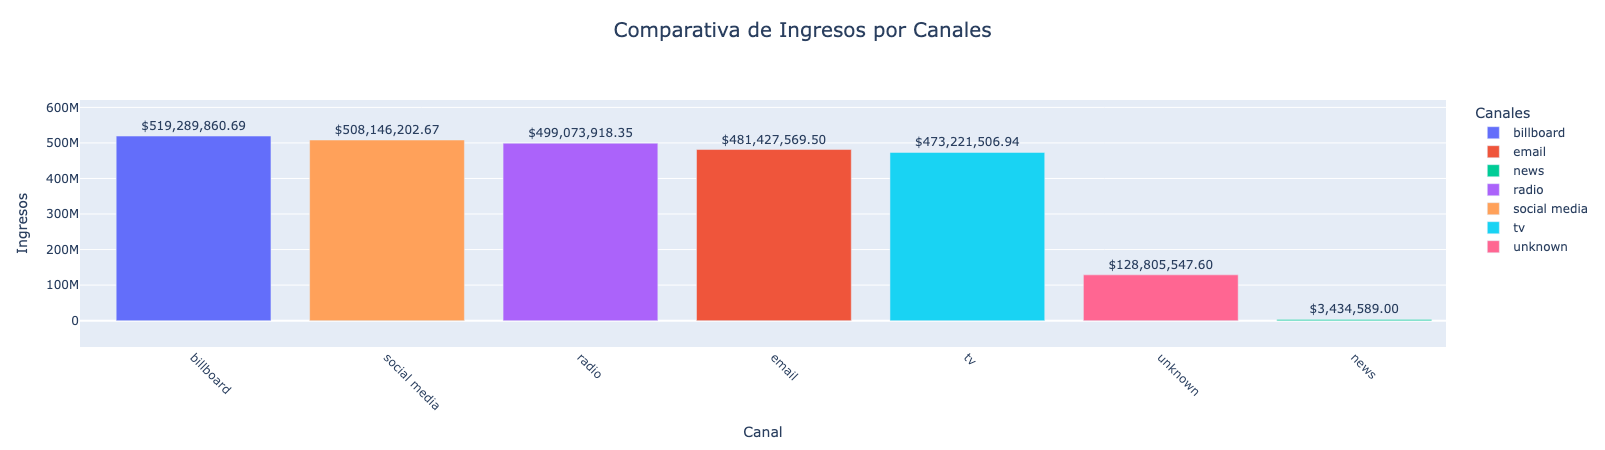 Comparativa de Ingresos por Canales
Ingresos
600M
500M
400M
300M
200M
100M
0
$519,289,860.69
$508,146,202.67
$499,073,918.35
$481,427,569.50
$473,221,506.94
$128,805,547.60
$3,434,589.00
billboard
social media
radio
email
tv
unknown
news
Canal
Canales
billboard
email
news
radio
social media
tv
unknown